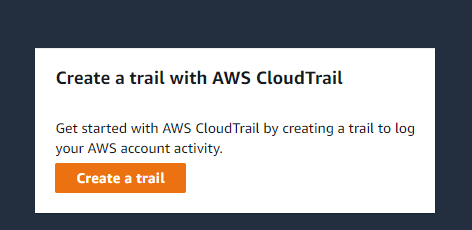 Create a trail with AWS CloudTrail
Get started with AWS CloudTrail by creating a trail to log
your AWS account activity.
Create a trail